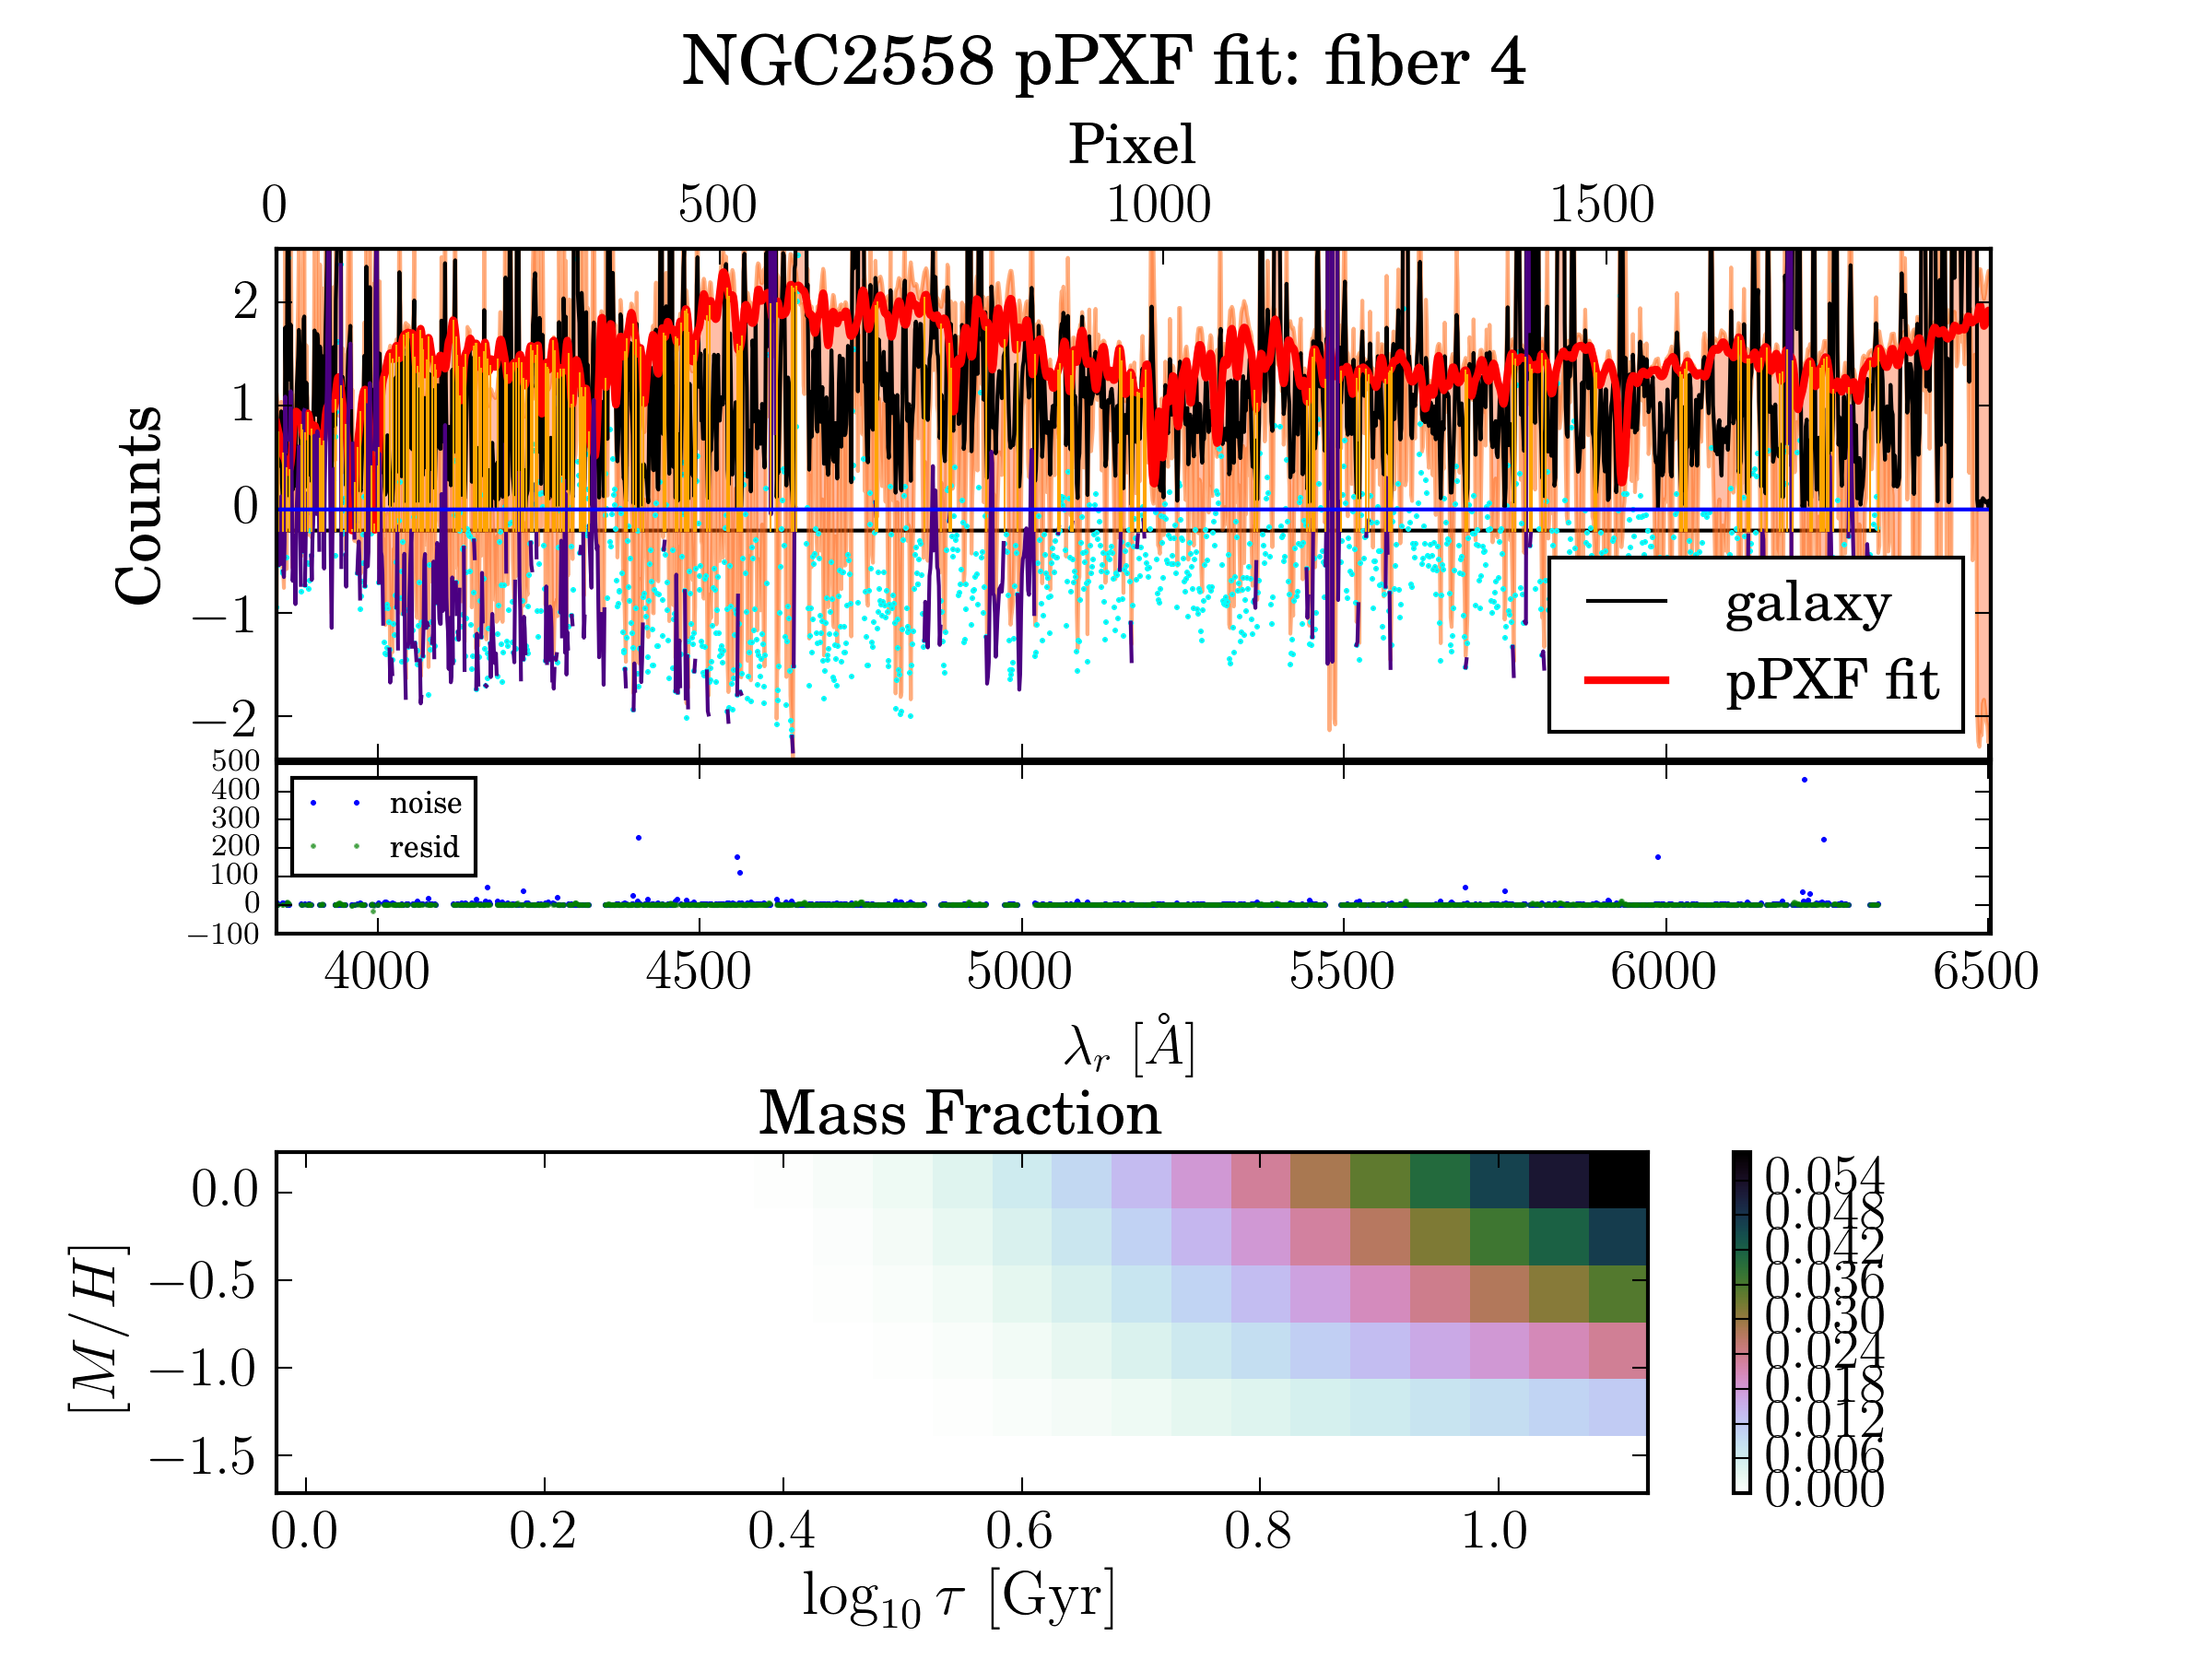 NGC2558 pPXF fit: fiber 4
Pixel
0 500 1000 1500
Counts
2
1
0
−1
−2
galaxy
pPXF fit
500
400
300
200
100
0
−100
noise
resid
4000 4500 5000 5500 6000 6500
λr [Å]
Mass Fraction
[M/H]
0.0
−0.5
−1.0
−1.5
0.054
0.048
0.042
0.036
0.030
0.024
0.018
0.012
0.006
0.000
0.0 0.2 0.4 0.6 0.8 1.0
log10 τ [Gyr]